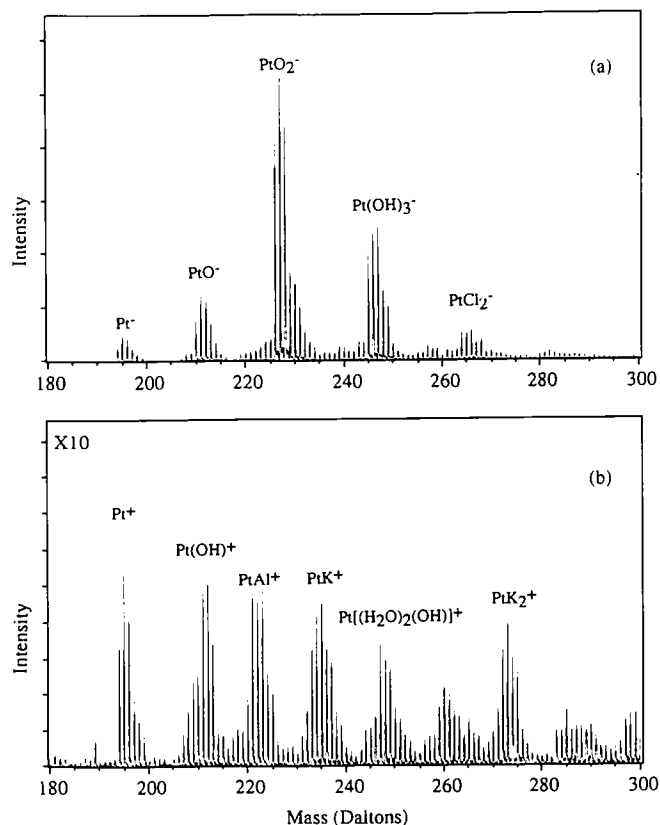 (a)
PtO2-
Pt(OH)3-
PtO-
PtCl2-
Pt-
Intensity
180 200 220 240 260 280 300
X10
(b)
Pt+
Pt(OH)+
PtAl+
PtK+
Pt[(H2O)2(OH)]+
PtK2+
Intensity
180 200 220 240 260 280 300
Mass (Daltons)